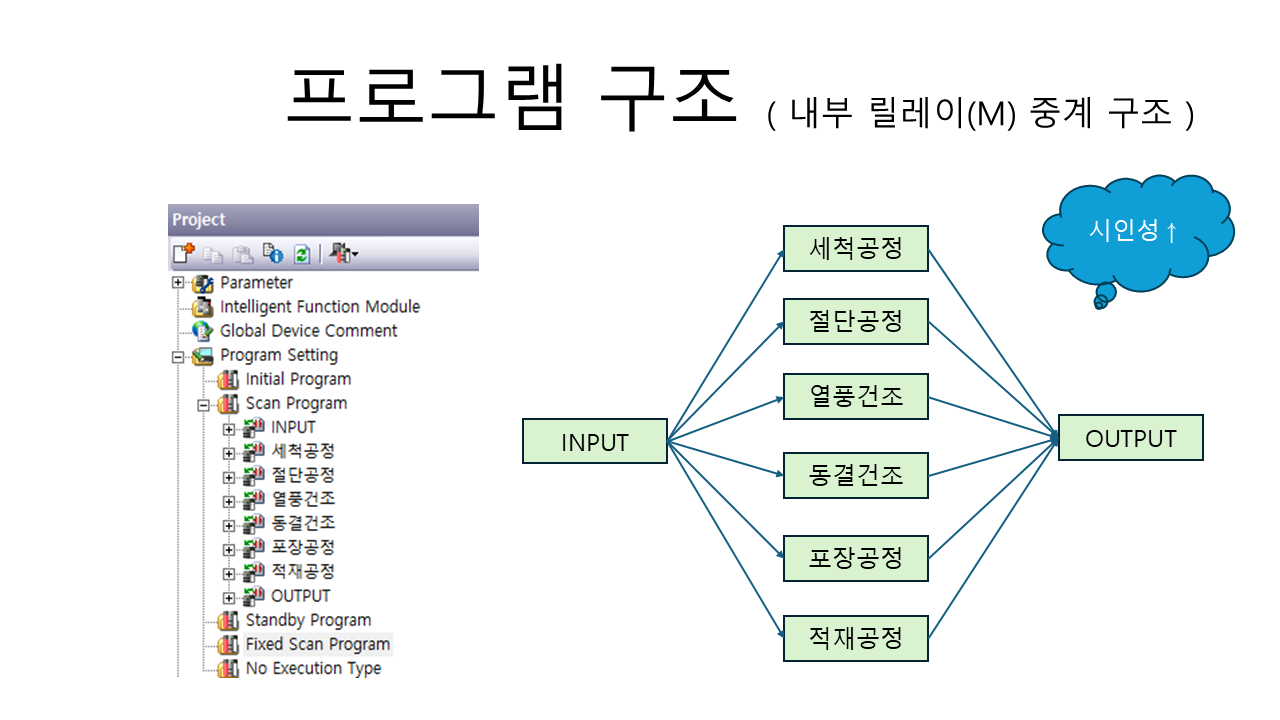 프로그램 구조 ( 내부 릴레이(M) 중계 구조 )
시인성↑
Project
Parameter
Intelligent Function Module
Global Device Comment
Program Setting
Initial Program
Scan Program
INPUT
세척공정
절단공정
열풍건조
동결건조
포장공정
적재공정
OUTPUT
Standby Program
Fixed Scan Program
No Execution Type
INPUT
세척공정
절단공정
열풍건조
동결건조
포장공정
적재공정
OUTPUT